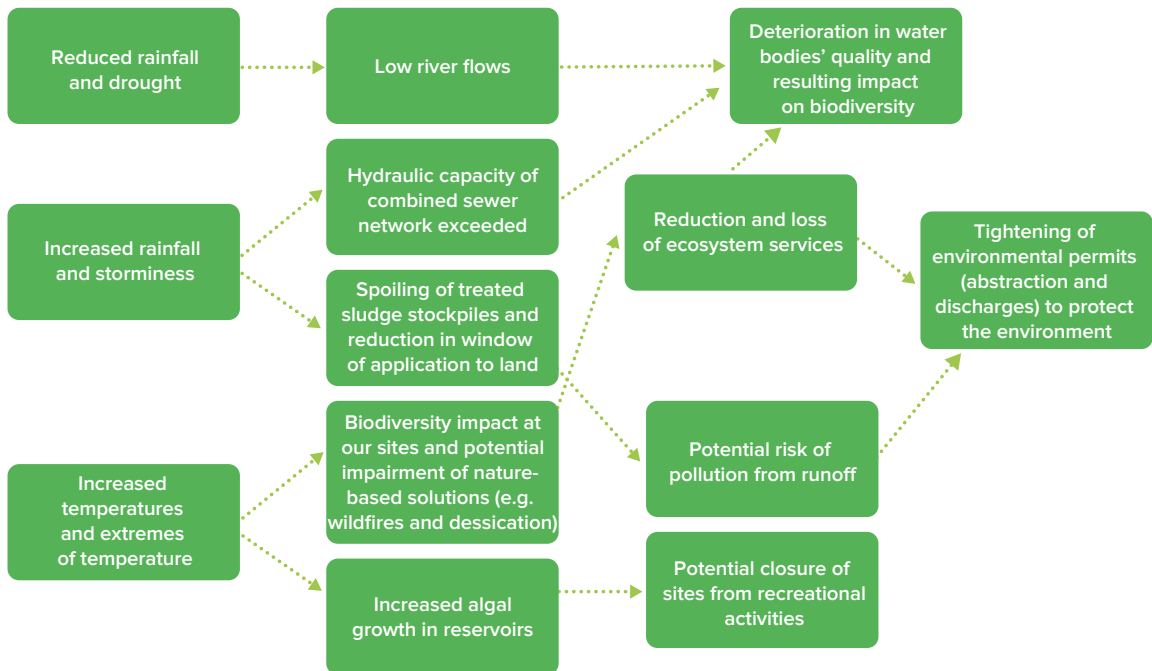 Reduced rainfall
and drought
Low river flows
Deterioration in water
bodies’ quality and
resulting impact
on biodiversity
Increased rainfall
and storminess
Hydraulic capacity of
combined sewer
network exceeded
Spoiling of treated
sludge stockpiles and
reduction in window
of application to land
Reduction and loss
of ecosystem services
Tightening of
environmental permits
(abstraction and
discharges) to protect
the environment
Increased
temperatures
and extremes
of temperature
Biodiversity impact at
our sites and potential
impairment of nature-
based solutions (e.g.
wildfires and dessication)
Potential risk of
pollution from runoff
Increased algal
growth in reservoirs
Potential closure of
sites from recreational
activities